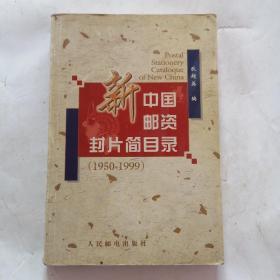 Postal
Stationery
Catalogue
of New China
新中国
邮资
封片简目录
(1950-1999)
编
人民邮电出版社